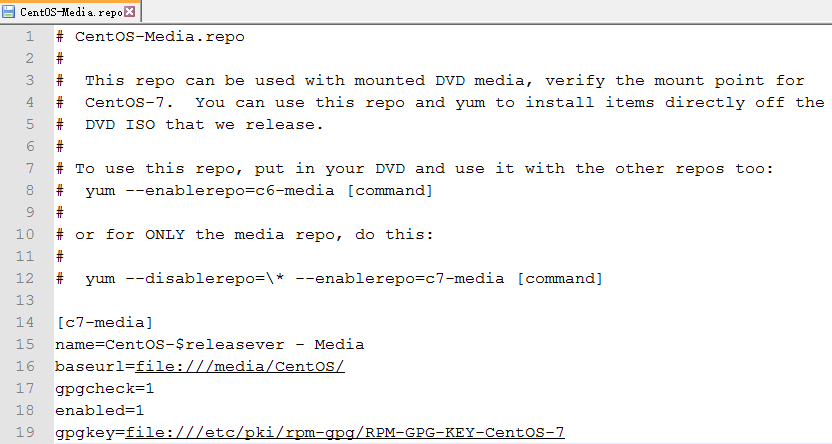 CentOS-Media.repo
1 # CentOS-Media.repo
2 #
3 #  This repo can be used with mounted DVD media, verify the mount point for
4 #  CentOS-7.  You can use this repo and yum to install items directly off the
5 #  DVD ISO that we release.
6 #
7 # To use this repo, put in your DVD and use it with the other repos too:
8 #  yum --enablerepo=c6-media [command]
9 #
10 # or for ONLY the media repo, do this:
11 #
12 #  yum --disablerepo=\* --enablerepo=c7-media [command]
13
14 [c7-media]
15 name=CentOS-$releasever - Media
16 baseurl=file:///media/CentOS/
17 gpgcheck=1
18 enabled=1
19 gpgkey=file:///etc/pki/rpm-gpg/RPM-GPG-KEY-CentOS-7